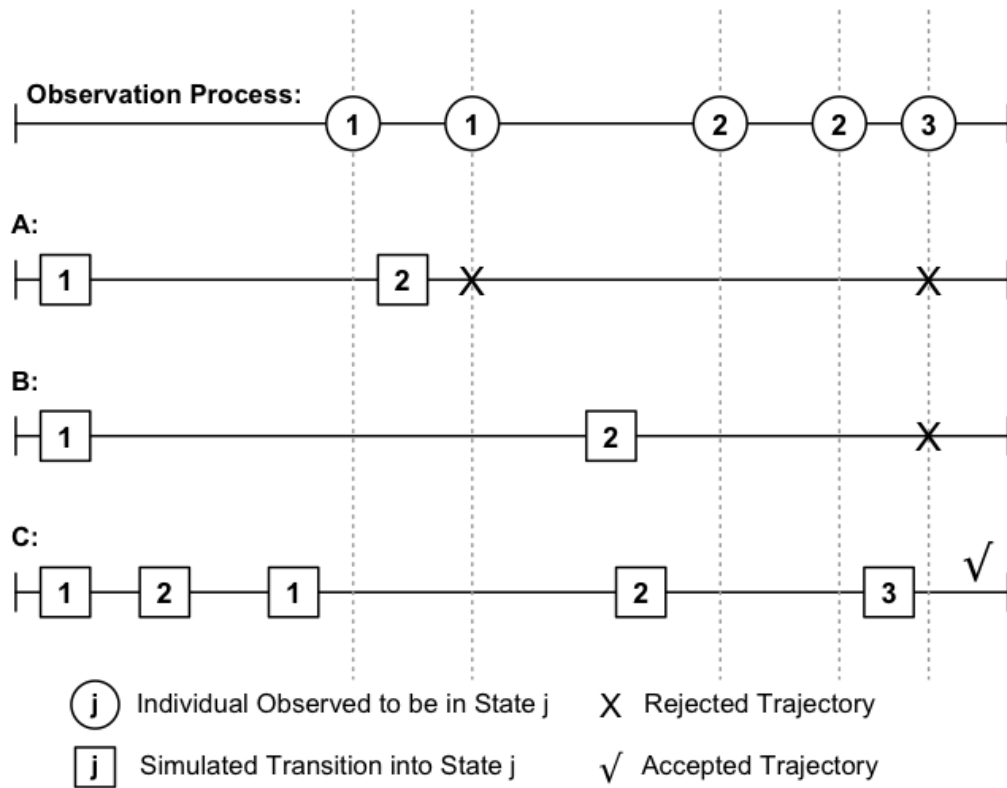 Observation Process:
1 1 2 2 3
A:
1 2 X X
B:
1 2 X
C:
1 2 1 2 3 √
j Individual Observed to be in State j X Rejected Trajectory
j Simulated Transition into State j √ Accepted Trajectory